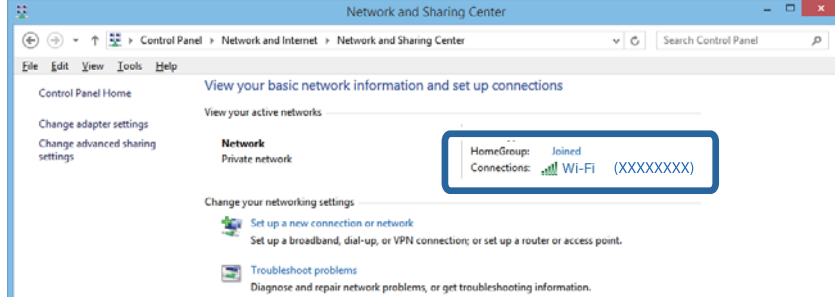 Network and Sharing Center
Control Panel Network and Internet Network and Sharing Center
Search Control Panel
File Edit View Tools Help
Control Panel Home
Change adapter settings
Change advanced sharing
settings
View your basic network information and set up connections
View your active networks
Network
Private network
HomeGroup: Joined
Connections: Wi-Fi (XXXXXXXX)
Change your networking settings
Set up a new connection or network
Set up a broadband, dial-up, or VPN connection; or set up a router or access point.
Troubleshoot problems
Diagnose and repair network problems, or get troubleshooting information.